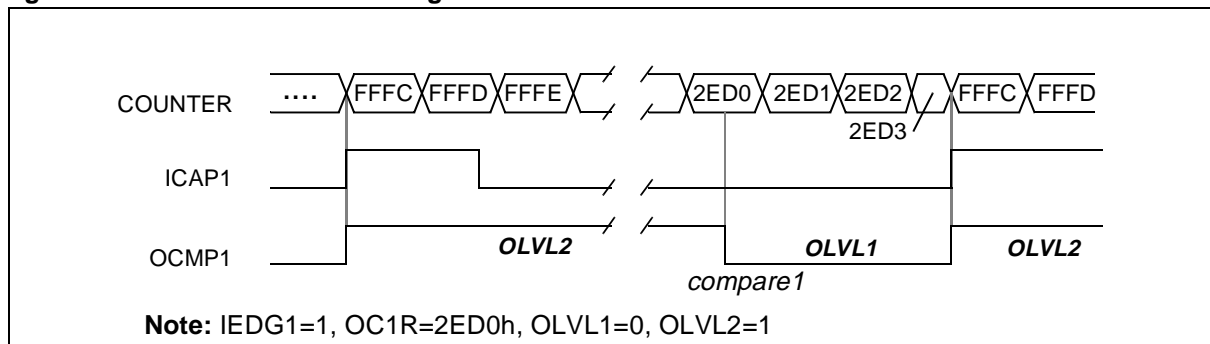 COUNTER .... FFFC FFFD FFFE 2ED0 2ED1 2ED2 FFFC FFFD
2ED3
ICAP1
OLVL2 OLVL1 OLVL2
OCMP1
compare1
Note: IEDG1=1, OC1R=2ED0h, OLVL1=0, OLVL2=1